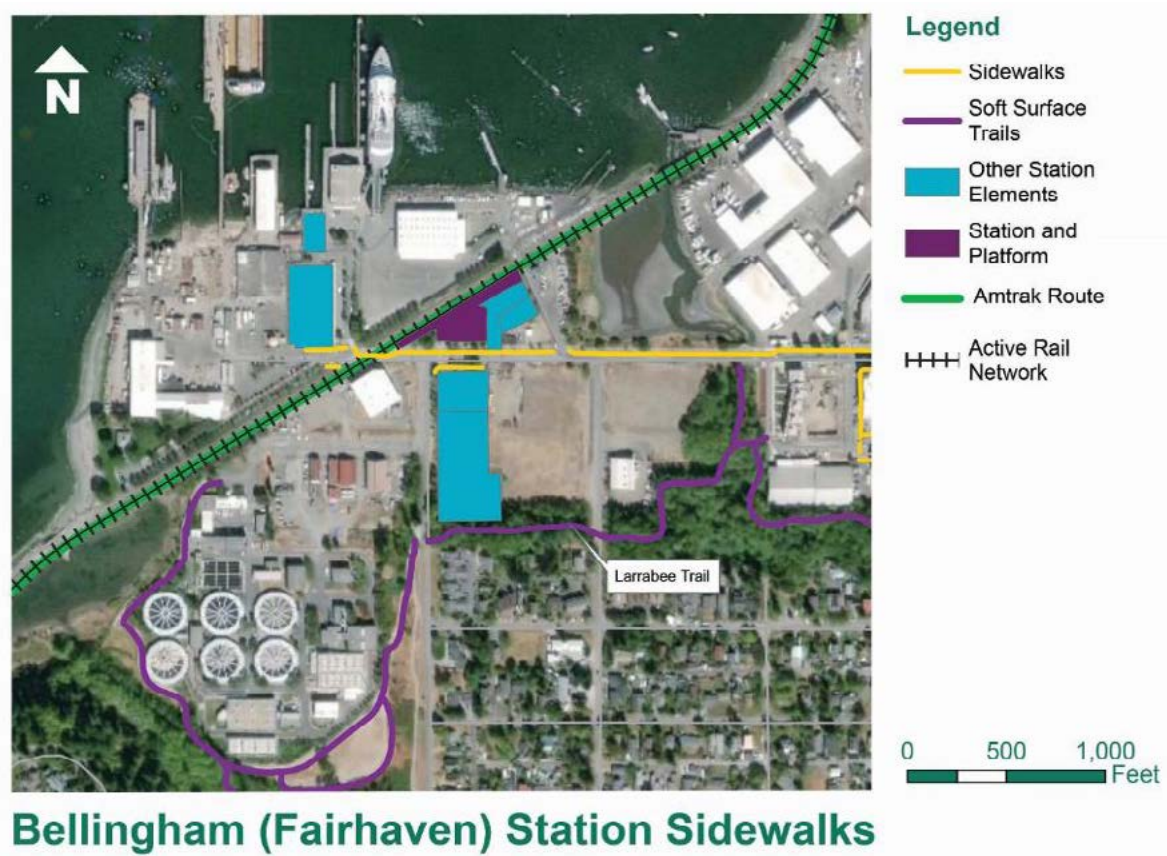 N
Legend
Sidewalks
Soft Surface
Trails
Other Station
Elements
Station and
Platform
Amtrak Route
Active Rail
Network
Larrabee Trail
0 500 1,000
Feet
Bellingham (Fairhaven) Station Sidewalks